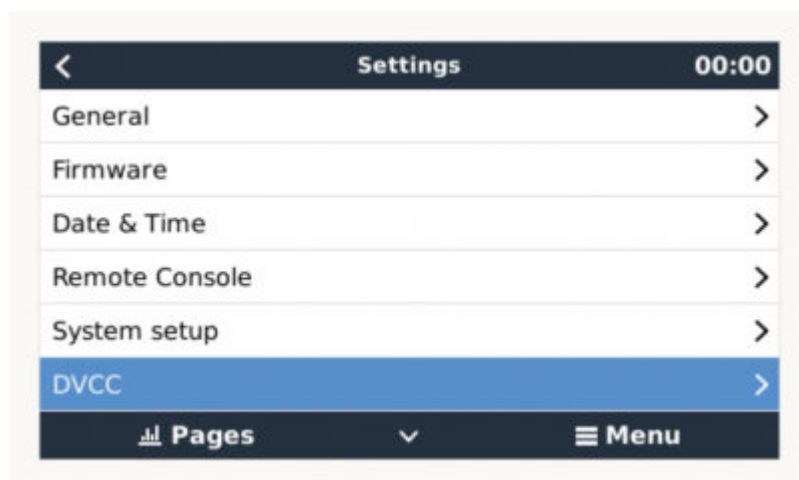 Settings 00:00
General
Firmware
Date & Time
Remote Console
System setup
DVCC
Pages Menu